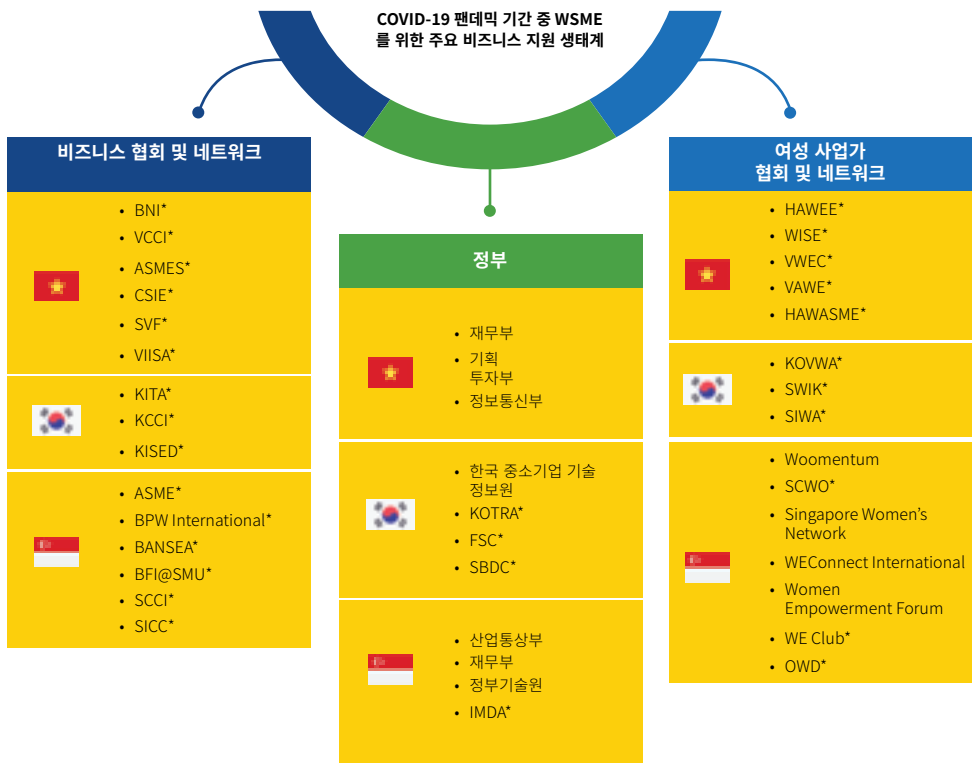 COVID-19 팬데믹 기간 중 WSME
를 위한 주요 비즈니스 지원 생태계
비즈니스 협회 및 네트워크
• BNI*
• VCCI*
• ASMES*
• CSIE*
• SVF*
• VIISA*
• KITA*
• KCCI*
• KISED*
• ASME*
• BPW International*
• BANSEA*
• BFI@SMU*
• SCCI*
• SICC*
정부
• 재무부
• 기획
투자부
• 정보통신부
• 한국 중소기업 기술
정보원
• KOTRA*
• FSC*
• SBDC*
• 산업통상부
• 재무부
• 정부기술원
• IMDA*
여성 사업가
협회 및 네트워크
• HAWEE*
• WISE*
• VWEC*
• VAWE*
• HAWASME*
• KOVWA*
• SWIK*
• SIWA*
• Woomentum
• SCWO*
• Singapore Women’s
Network
• WEConnect International
• Women
Empowerment Forum
• WE Club*
• OWD*